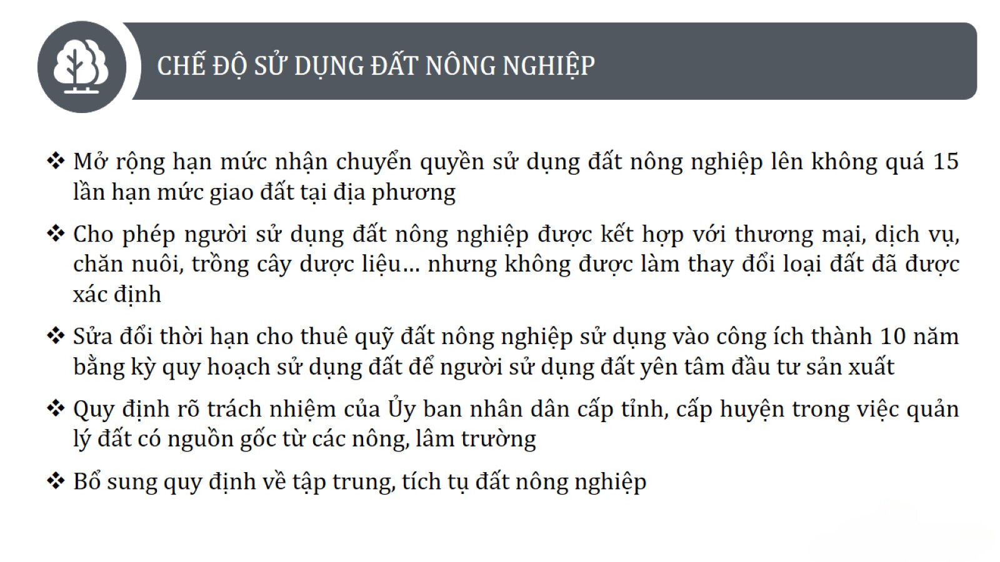 CHẾ ĐỘ SỬ DỤNG ĐẤT NÔNG NGHIỆP
❖ Mở rộng hạn mức nhận chuyển quyền sử dụng đất nông nghiệp lên không quá 15
lần hạn mức giao đất tại địa phương
❖ Cho phép người sử dụng đất nông nghiệp được kết hợp với thương mại, dịch vụ,
chăn nuôi, trồng cây dược liệu... nhưng không được làm thay đổi loại đất đã được
xác định
❖ Sửa đổi thời hạn cho thuê quỹ đất nông nghiệp sử dụng vào công ích thành 10 năm
bằng kỳ quy hoạch sử dụng đất để người sử dụng đất yên tâm đầu tư sản xuất
❖ Quy định rõ trách nhiệm của Ủy ban nhân dân cấp tỉnh, cấp huyện trong việc quản
lý đất có nguồn gốc từ các nông, lâm trường
❖ Bổ sung quy định về tập trung, tích tụ đất nông nghiệp